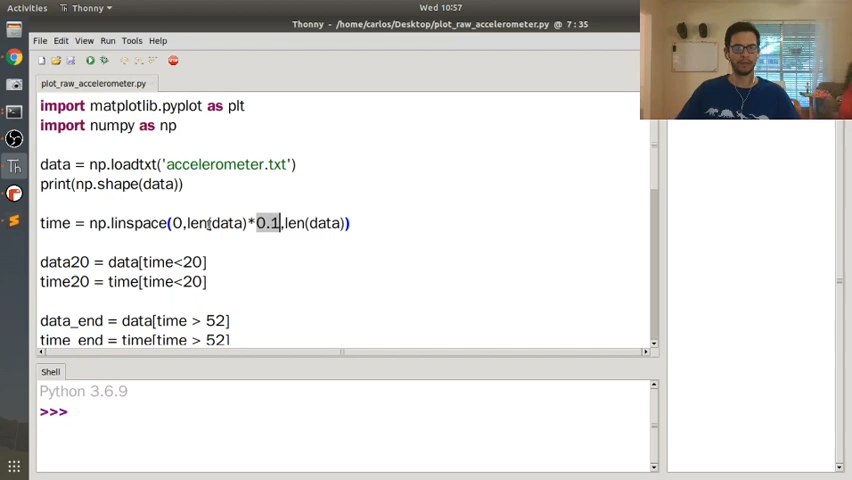 Activities Thonny Wed 10:57
Thonny - /home/carlos/Desktop/plot_raw_accelerometer.py @ 7 : 35
File Edit View Run Tools Help
plot_raw_accelerometer.py
import matplotlib.pyplot as plt
import numpy as np
data = np.loadtxt('accelerometer.txt')
print(np.shape(data))
time = np.linspace(0,len(data)*0.1,len(data))
data20 = data[time<20]
time20 = time[time<20]
data_end = data[time > 52]
time_end = time[time > 52]
Shell
Python 3.6.9
>>>